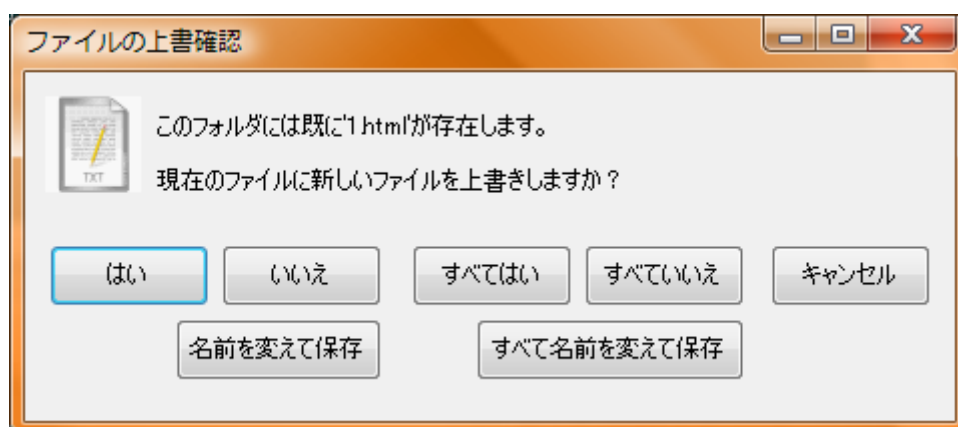 ファイルの上書確認
このフォルダには既に'1.html'が存在します。
現在のファイルに新しいファイルを上書きしますか？
TXT
はい
いいえ
すべてはい
すべていいえ
キャンセル
名前を変えて保存
すべて名前を変えて保存